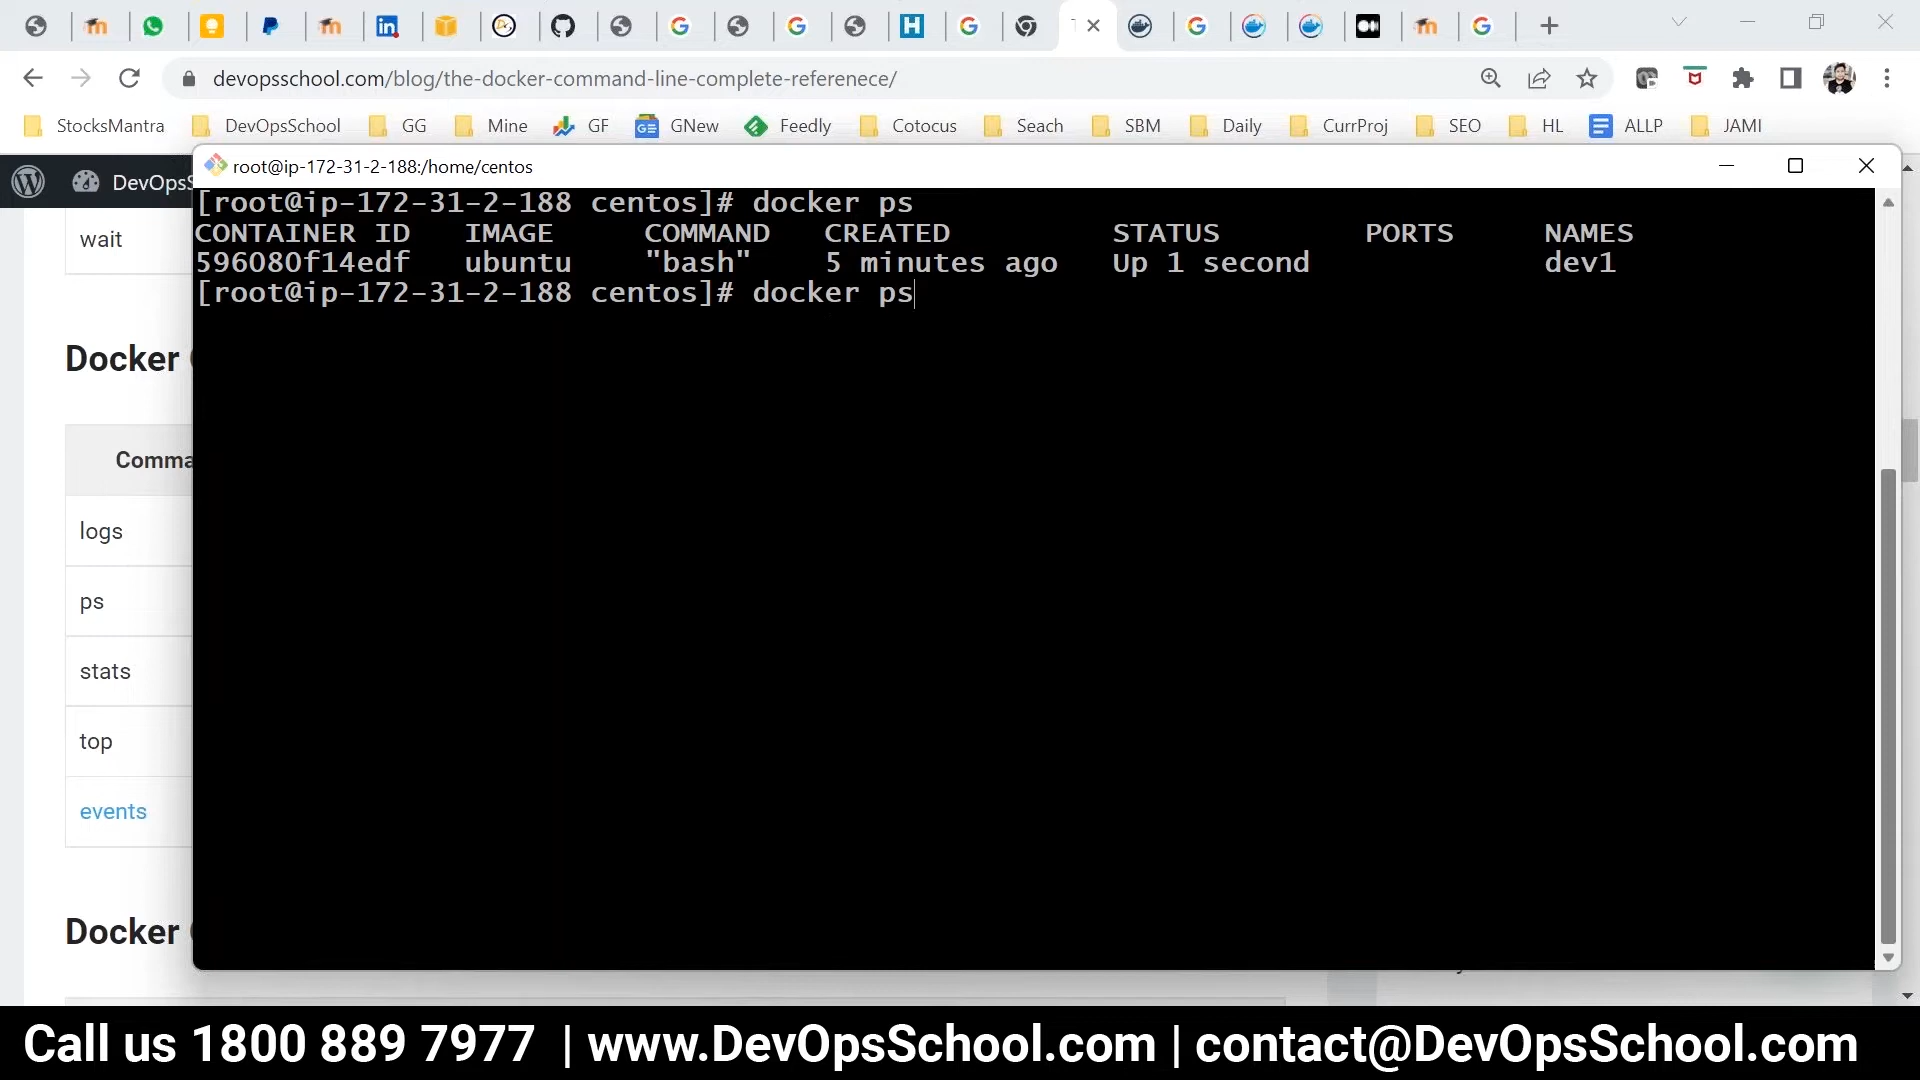 devopsschool.com/blog/the-docker-command-line-complete-referenece/
StocksMantra DevOpsSchool GG Mine GF GNew Feedly Cotocus Seach SBM Daily CurrProj SEO HL ALLP JAMI
DevOpsS
root@ip-172-31-2-188:/home/centos
[root@ip-172-31-2-188 centos]# docker ps
CONTAINER ID IMAGE COMMAND CREATED STATUS PORTS NAMES
596080f14edf ubuntu "bash" 5 minutes ago Up 1 second dev1
[root@ip-172-31-2-188 centos]# docker ps
wait
Docker
Comma
logs
ps
stats
top
events
Docker
Call us 1800 889 7977 | www.DevOpsSchool.com | contact@DevOpsSchool.com